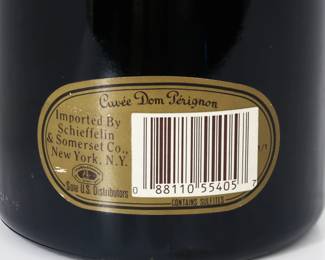 Cuvée Dom Pérignon
Imported By
Schieffelin
& Somerset Co.,
New York, N.Y.
Sole U.S. Distributors
0 88110 55405 7
CONTAINS SULFITES